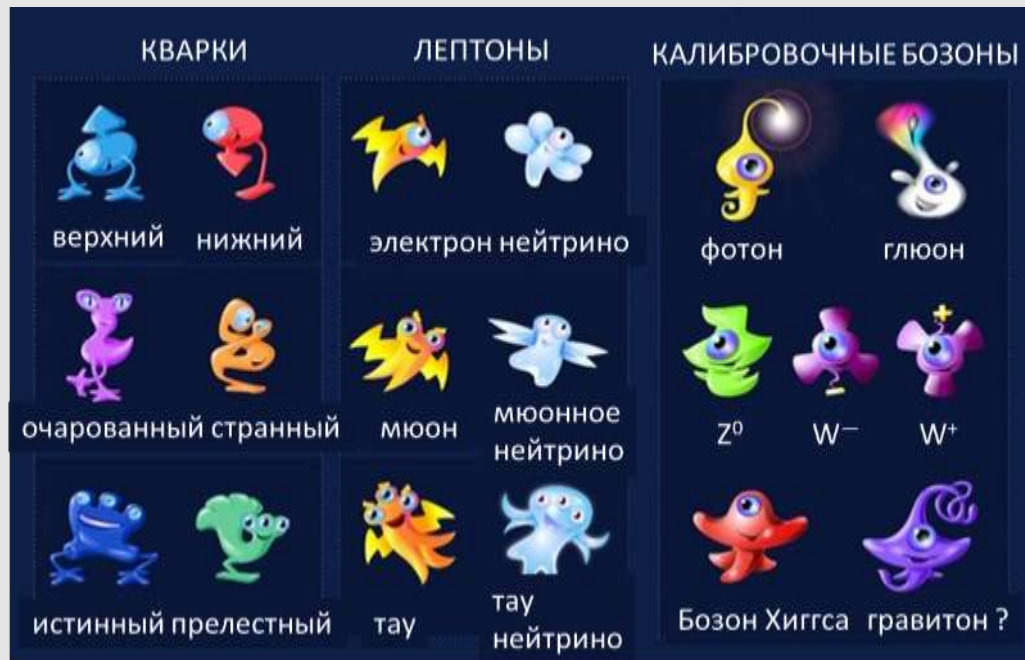 КВАРКИ
ЛЕПТОНЫ
КАЛИБРОВОЧНЫЕ БОЗОНЫ
верхний нижний
электрон нейтрино
фотон
глюон
очарованный странный
мюон
мюонное
нейтрино
Z⁰
W⁻
W⁺
истинный прелестный
тау
тау
нейтрино
Бозон Хиггса
гравитон ?